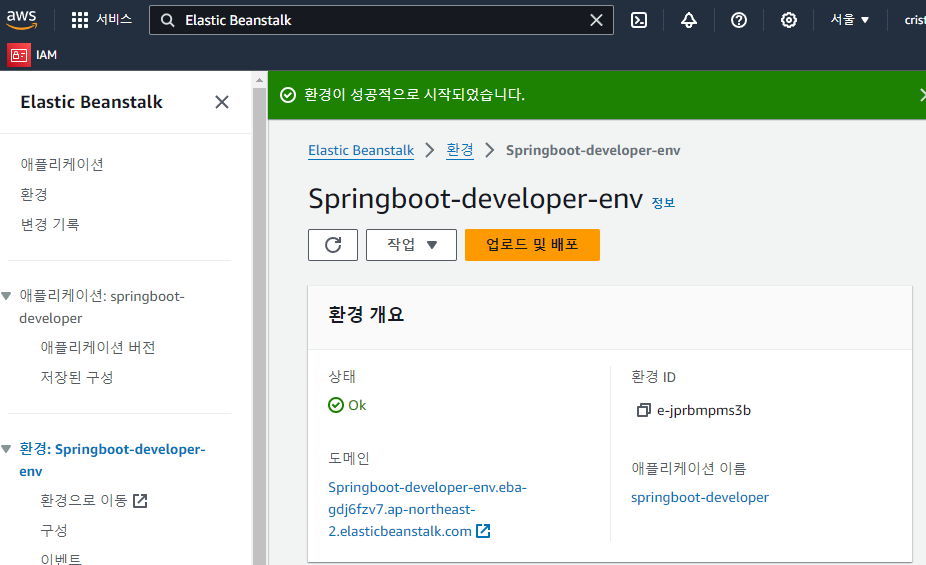 aws
서비스
Elastic Beanstalk
서울 ▼
crist
IAM
Elastic Beanstalk
애플리케이션
환경
변경 기록
애플리케이션: springboot-
developer
애플리케이션 버전
저장된 구성
환경: Springboot-developer-
env
환경으로 이동
구성
이벤트
환경이 성공적으로 시작되었습니다.
Elastic Beanstalk > 환경 > Springboot-developer-env
Springboot-developer-env 정보
작업 ▼
업로드 및 배포
환경 개요
상태
Ok
도메인
Springboot-developer-env.eba-
gdj6fzv7.ap-northeast-
2.elasticbeanstalk.com
환경 ID
e-jprbmpms3b
애플리케이션 이름
springboot-developer